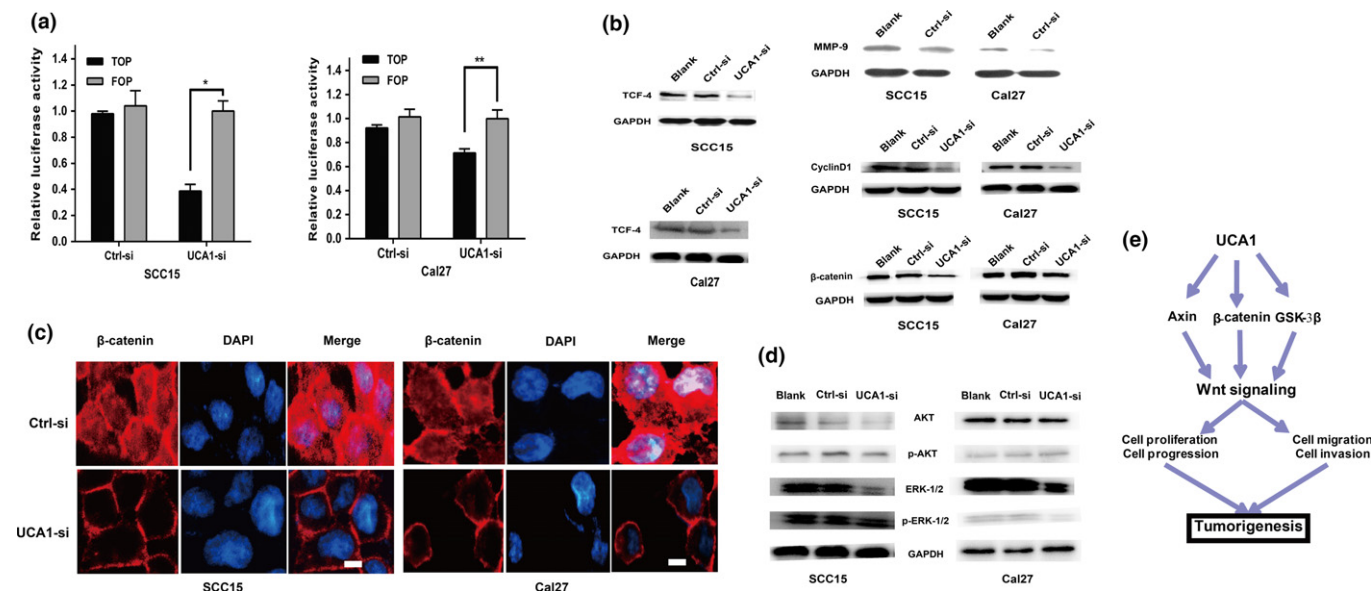 (a)
Relative luciferase activity
1.4
1.2
1.0
0.8
0.6
0.4
0.2
0.0
TOP
FOP
*
Ctrl-si
UCA1-si
SCC15
Relative luciferase activity
1.4
1.2
1.0
0.8
0.6
0.4
0.2
0.0
TOP
FOP
**
Ctrl-si
UCA1-si
Cal27
(b)
Blank Ctrl-si UCA1-si
TCF-4
GAPDH
SCC15
Blank Ctrl-si UCA1-si
TCF-4
GAPDH
Cal27
Blank Ctrl-si Blank Ctrl-si
MMP-9
GAPDH
SCC15 Cal27
Blank Ctrl-si UCA1-si Blank Ctrl-si UCA1-si
CyclinD1
GAPDH
SCC15 Cal27
Blank Ctrl-si UCA1-si Blank Ctrl-si UCA1-si
β-catenin
GAPDH
SCC15 Cal27
(c)
β-catenin DAPI Merge β-catenin DAPI Merge
Ctrl-si
UCA1-si
SCC15 Cal27
(d)
Blank Ctrl-si UCA1-si Blank Ctrl-si UCA1-si
AKT
p-AKT
ERK-1/2
p-ERK-1/2
GAPDH
SCC15 Cal27
(e)
UCA1
Axin β-catenin GSK-3β
Wnt signaling
Cell proliferation
Cell progression
Cell migration
Cell invasion
Tumorigenesis